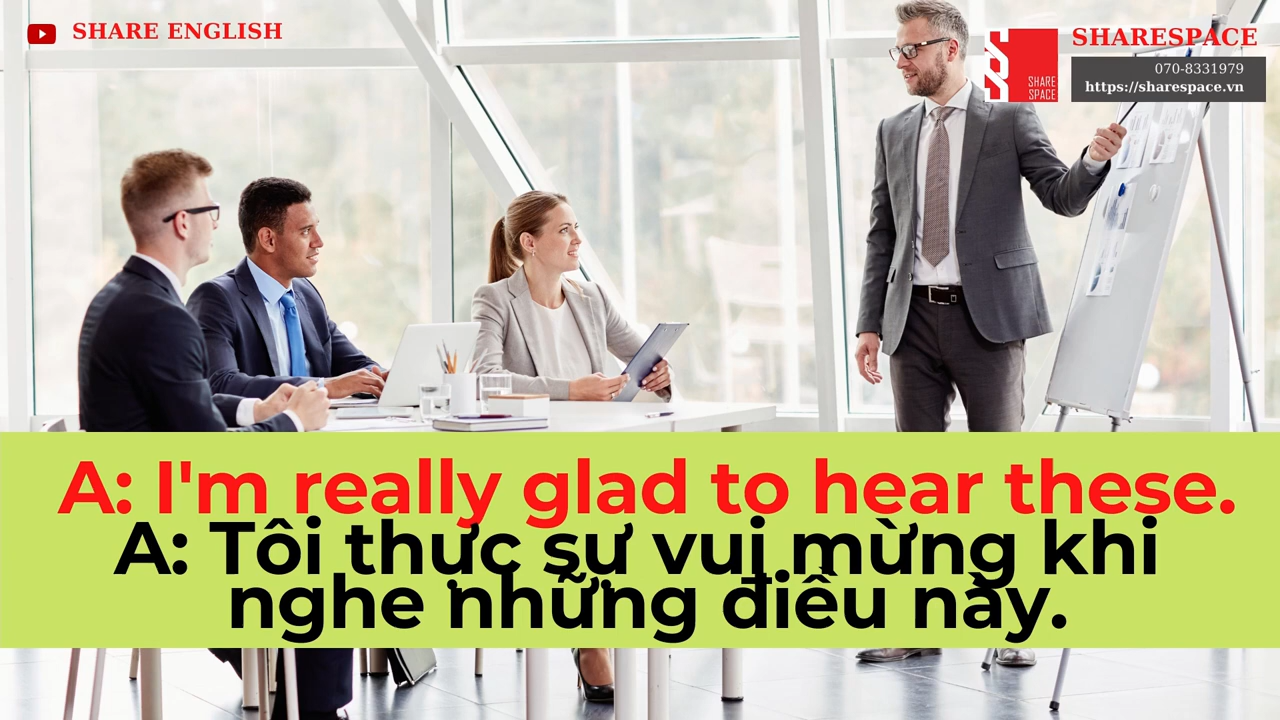 SHARE ENGLISH
SHARESPACE
070-8331979
https://sharespace.vn
SHARE
SPACE
A: I'm really glad to hear these.
A: Tôi thực sự vui mừng khi
nghe những điều này.